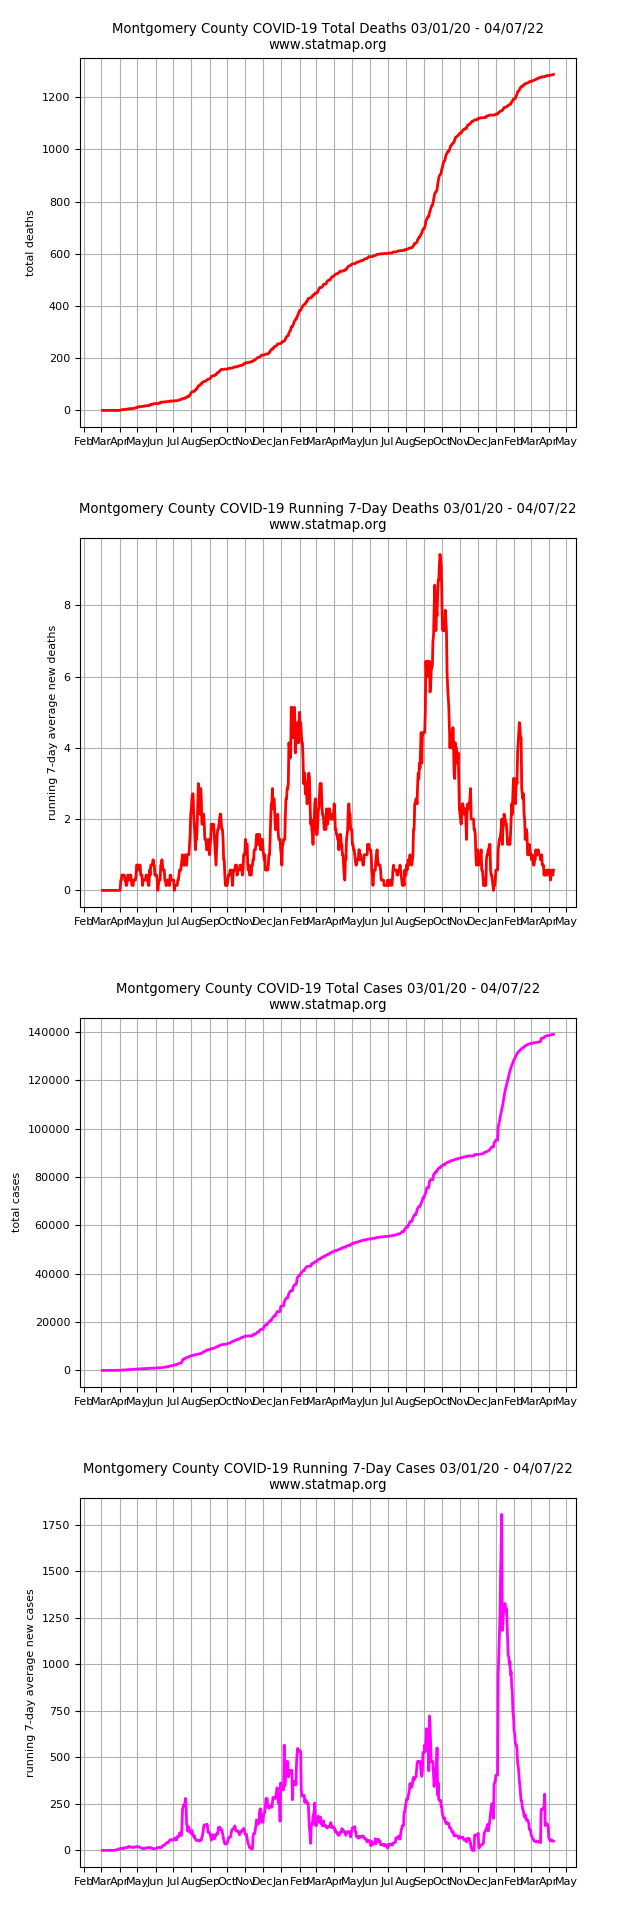 Montgomery County COVID-19 Total Deaths 03/01/20 - 04/07/22
www.statmap.org
total deaths
1200
1000
800
600
400
200
0
Feb Mar Apr May Jun Jul Aug Sep Oct Nov Dec Jan Feb Mar Apr May Jun Jul Aug Sep Oct Nov Dec Jan Feb Mar Apr May
Montgomery County COVID-19 Running 7-Day Deaths 03/01/20 - 04/07/22
www.statmap.org
running 7-day average new deaths
8
6
4
2
0
Feb Mar Apr May Jun Jul Aug Sep Oct Nov Dec Jan Feb Mar Apr May Jun Jul Aug Sep Oct Nov Dec Jan Feb Mar Apr May
Montgomery County COVID-19 Total Cases 03/01/20 - 04/07/22
www.statmap.org
total cases
140000
120000
100000
80000
60000
40000
20000
0
Feb Mar Apr May Jun Jul Aug Sep Oct Nov Dec Jan Feb Mar Apr May Jun Jul Aug Sep Oct Nov Dec Jan Feb Mar Apr May
Montgomery County COVID-19 Running 7-Day Cases 03/01/20 - 04/07/22
www.statmap.org
running 7-day average new cases
1750
1500
1250
1000
750
500
250
0
Feb Mar Apr May Jun Jul Aug Sep Oct Nov Dec Jan Feb Mar Apr May Jun Jul Aug Sep Oct Nov Dec Jan Feb Mar Apr May